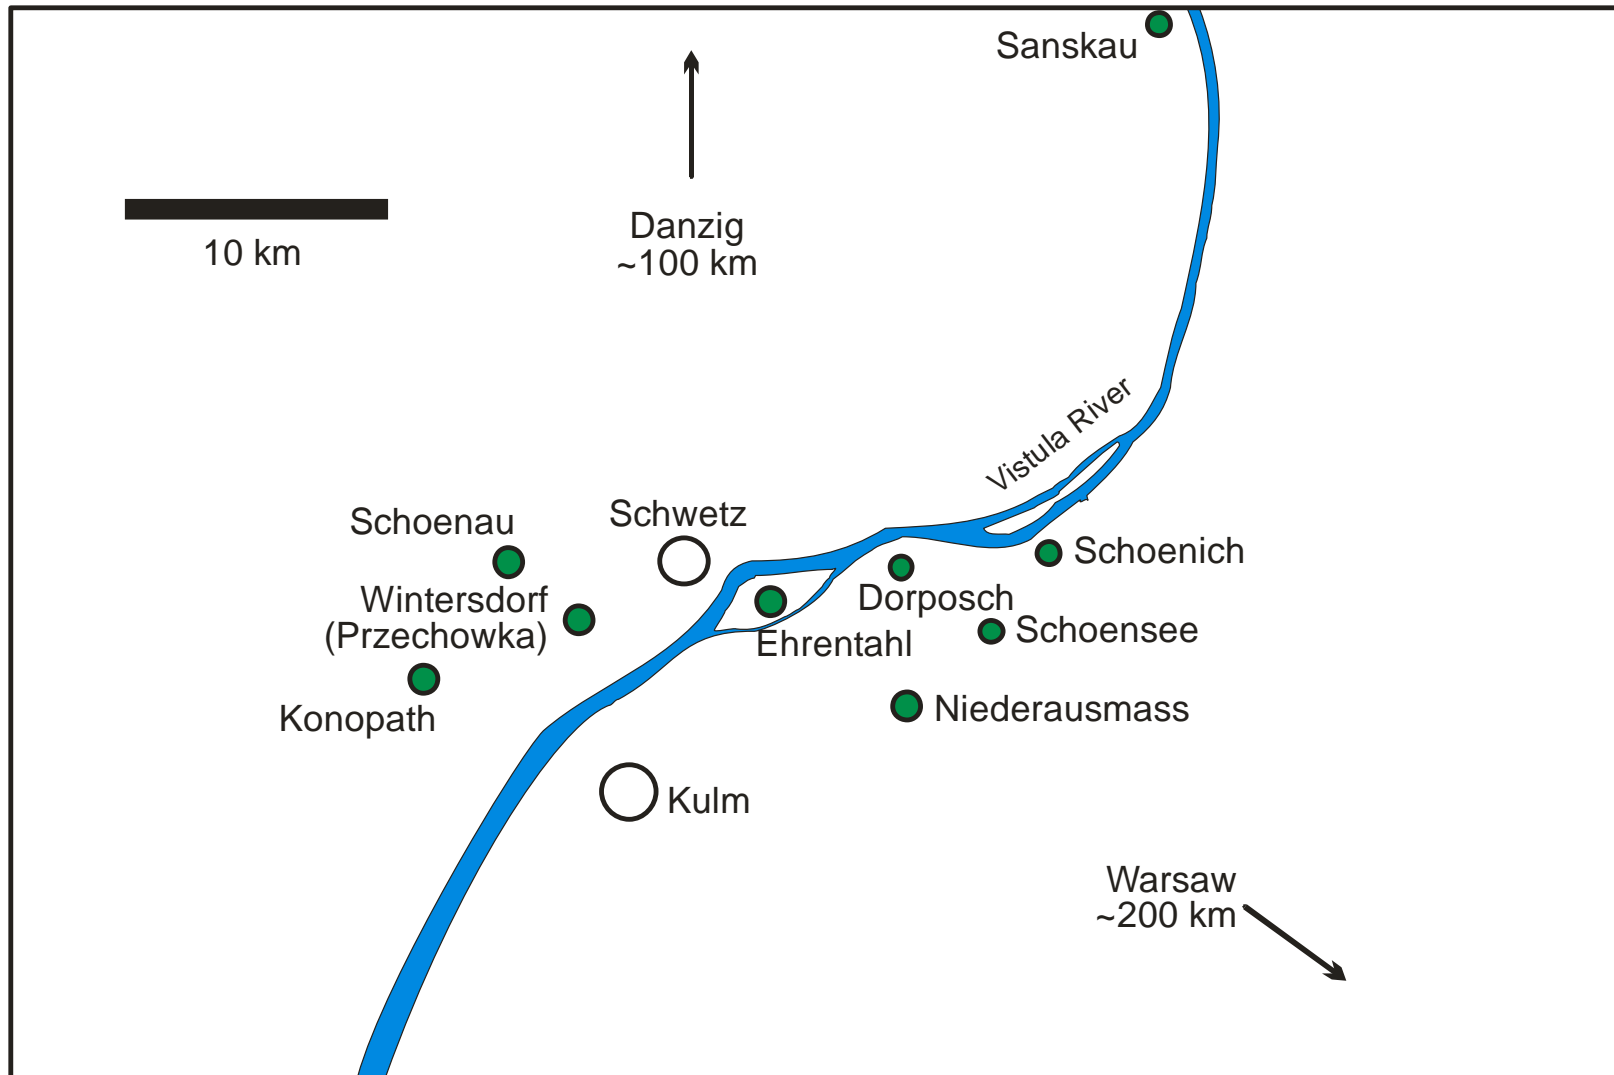 Sanskau
10 km
Danzig
~100 km
Vistula River
Schoenau
Schwetz
Schoenich
Wintersdorf
(Przechowka)
Dorposch
Ehrentahl
Schoensee
Konopath
Niederausmass
Kulm
Warsaw
~200 km